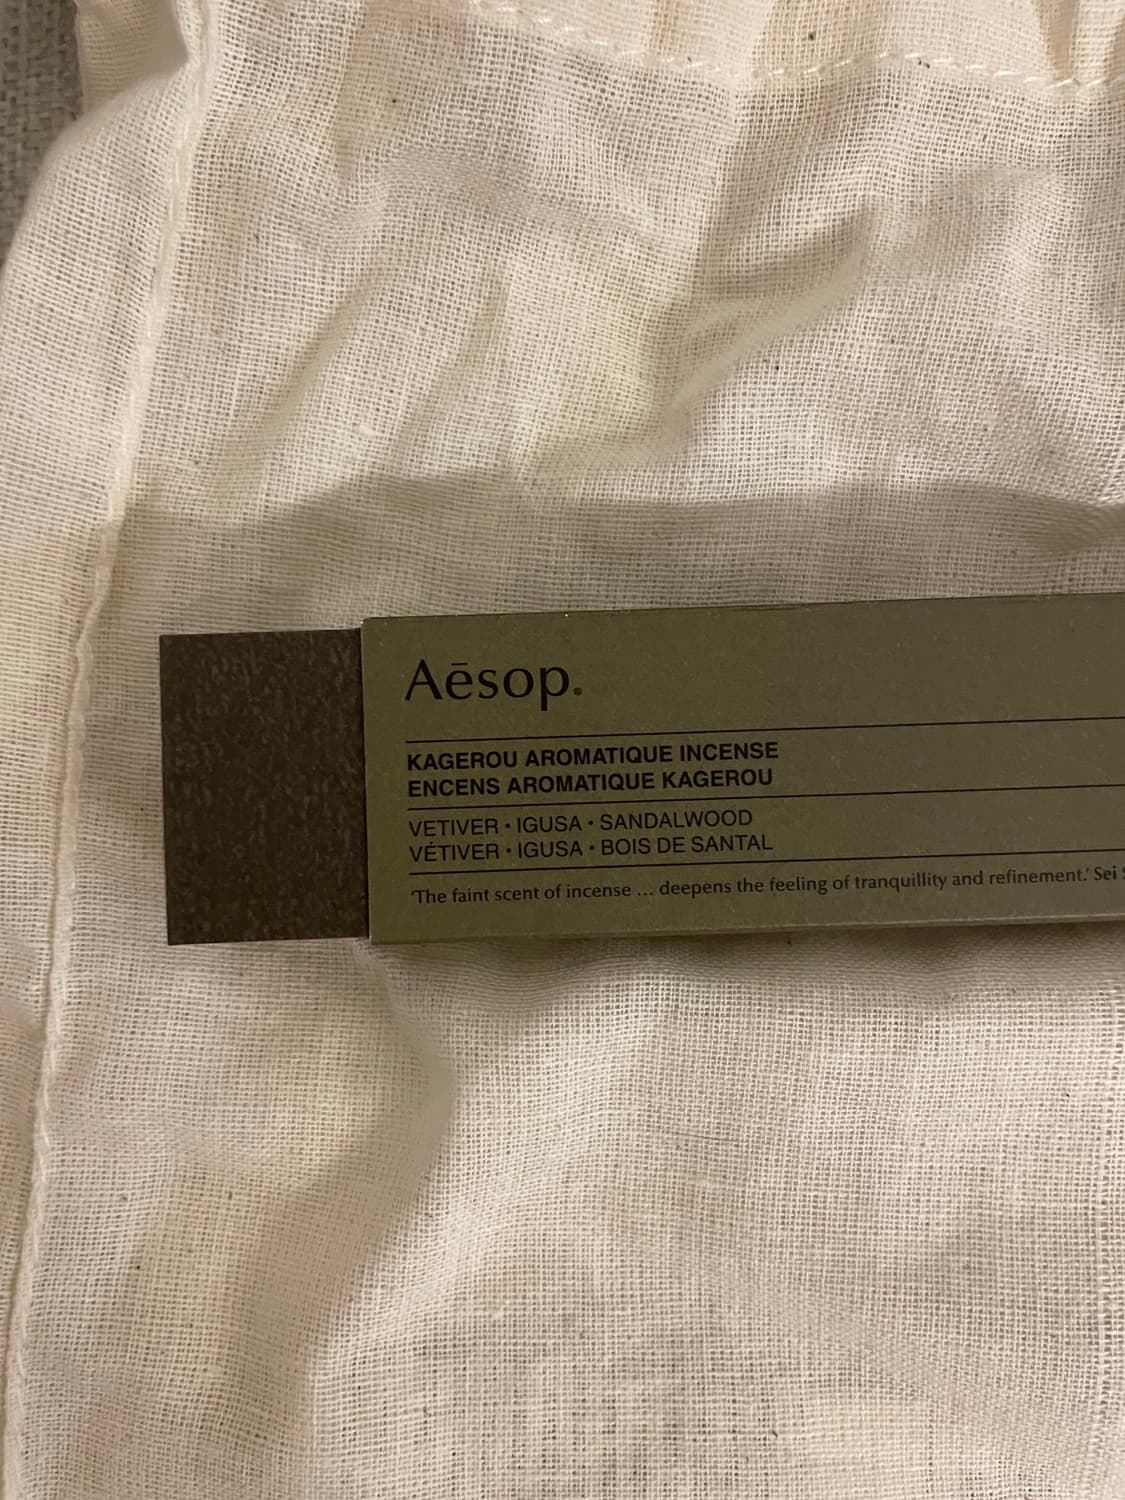 Aēsop®
KAGEROU AROMATIQUE INCENSE
ENCENS AROMATIQUE KAGEROU
VETIVER • IGUSA • SANDALWOOD
VÉTIVER • IGUSA • BOIS DE SANTAL
‘The faint scent of incense ... deepens the feeling of tranquillity and refinement.’ Sei